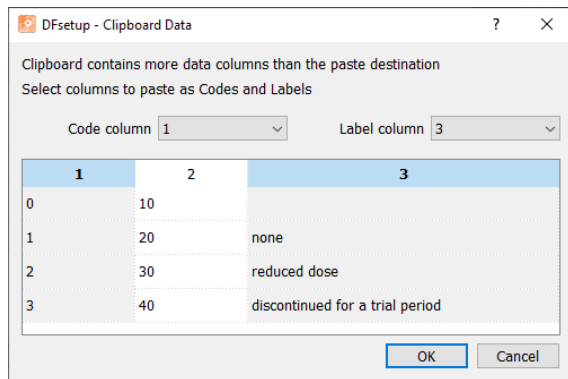 DFsetup - Clipboard Data
Clipboard contains more data columns than the paste destination
Select columns to paste as Codes and Labels
Code column 1 Label column 3
1 2 3
0 10
1 20 none
2 30 reduced dose
3 40 discontinued for a trial period
OK Cancel